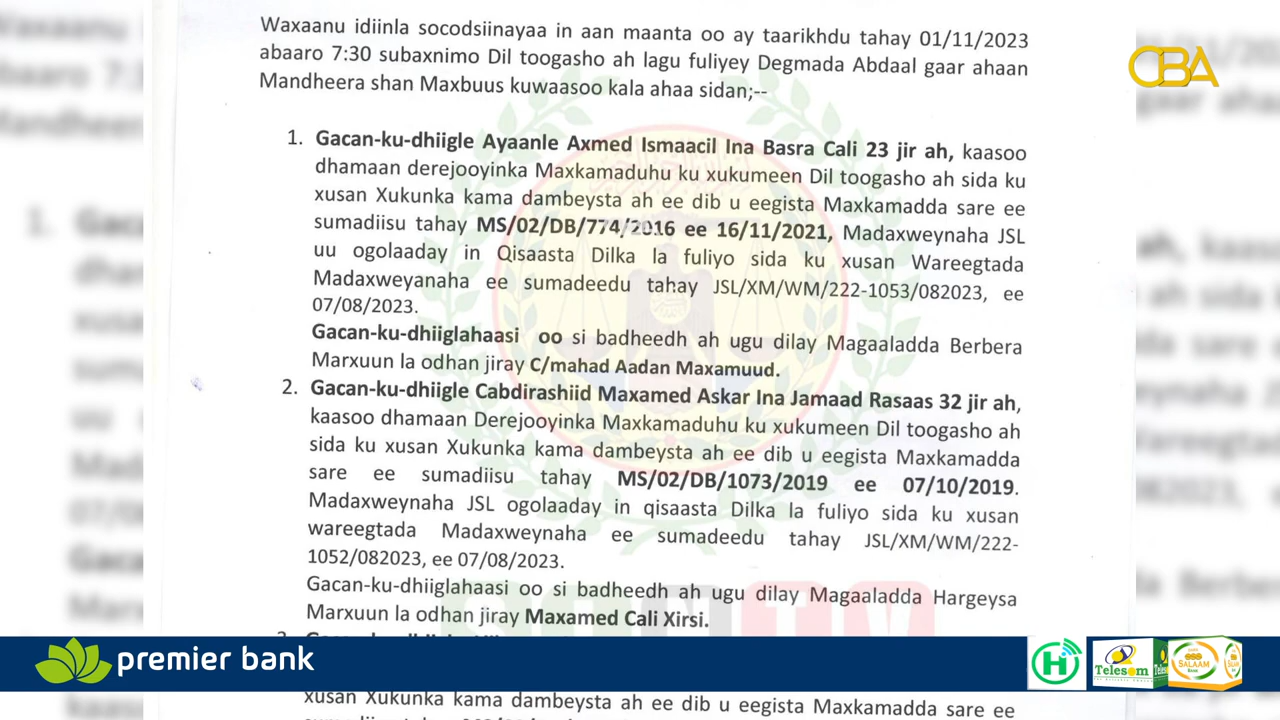 Waxaanu idiinla socodsiinayaa in aan maanta oo ay taarikhdu tahay 01/11/2023
abaaro 7:30 subaxnimo Dil toogasho ah lagu fuliyey Degmada Abdaal gaar ahaan
Mandheera shan Maxbuus kuwaasoo kala ahaa sidan;--
CBA
1. Gacan-ku-dhiigle Ayaanle Axmed Ismaacil Ina Basra Cali 23 jir ah, kaasoo
dhamaan derejooyinka Maxkamaduhu ku xukumeen Dil toogasho ah sida ku
xusan Xukunka kama dambeysta ah ee dib u eegista Maxkamadda sare ee
sumadiisu tahay MS/02/DB/774/2016 ee 16/11/2021, Madaxweynaha JSL
uu ogolaaday in Qisaasta Dilka la fuliyo sida ku xusan Wareegtada
Madaxweyanaha ee sumadeedu tahay JSL/XM/WM/222-1053/082023, ee
07/08/2023.
Gacan-ku-dhiiglahaasi oo si badheedh ah ugu dilay Magaaladda Berbera
Marxuun la odhan jiray C/mahad Aadan Maxamuud.
2. Gacan-ku-dhiigle Cabdirashiid Maxamed Askar Ina Jamaad Rasaas 32 jir ah,
kaasoo dhamaan Derejooyinka Maxkamaduhu ku xukumeen Dil toogasho ah
sida ku xusan Xukunka kama dambeysta ah ee dib u eegista Maxkamadda
sare ee sumadiisu tahay MS/02/DB/1073/2019 ee 07/10/2019.
Madaxweynaha JSL ogolaaday in qisaasta Dilka la fuliyo sida ku xusan
wareegtada Madaxweynaha ee sumadeedu tahay JSL/XM/WM/222-
1052/082023, ee 07/08/2023.
Gacan-ku-dhiiglahaasi oo si badheedh ah ugu dilay Magaaladda Hargeysa
Marxuun la odhan jiray Maxamed Cali Xirsi.
premier bank
H
Telesom
SALAAM
BANK
xusan Xukunka kama dambeysta ah ee dib u eegista Maxkamadda sare ee